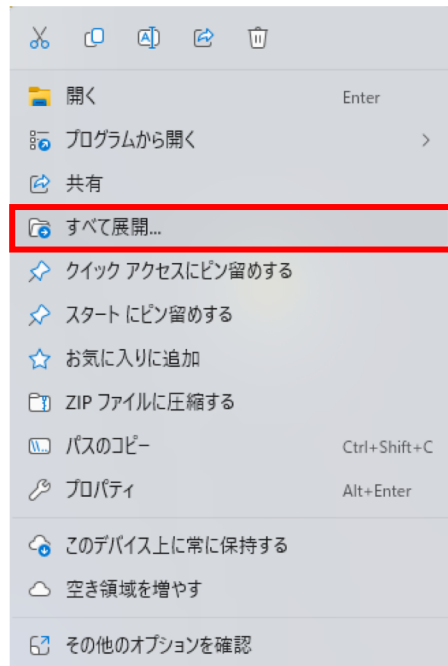 開く Enter
プログラムから開く
共有
すべて展開...
クイック アクセスにピン留めする
スタート にピン留めする
お気に入りに追加
ZIP ファイルに圧縮する
パスのコピー Ctrl+Shift+C
プロパティ Alt+Enter
このデバイス上に常に保持する
空き領域を増やす
その他のオプションを確認